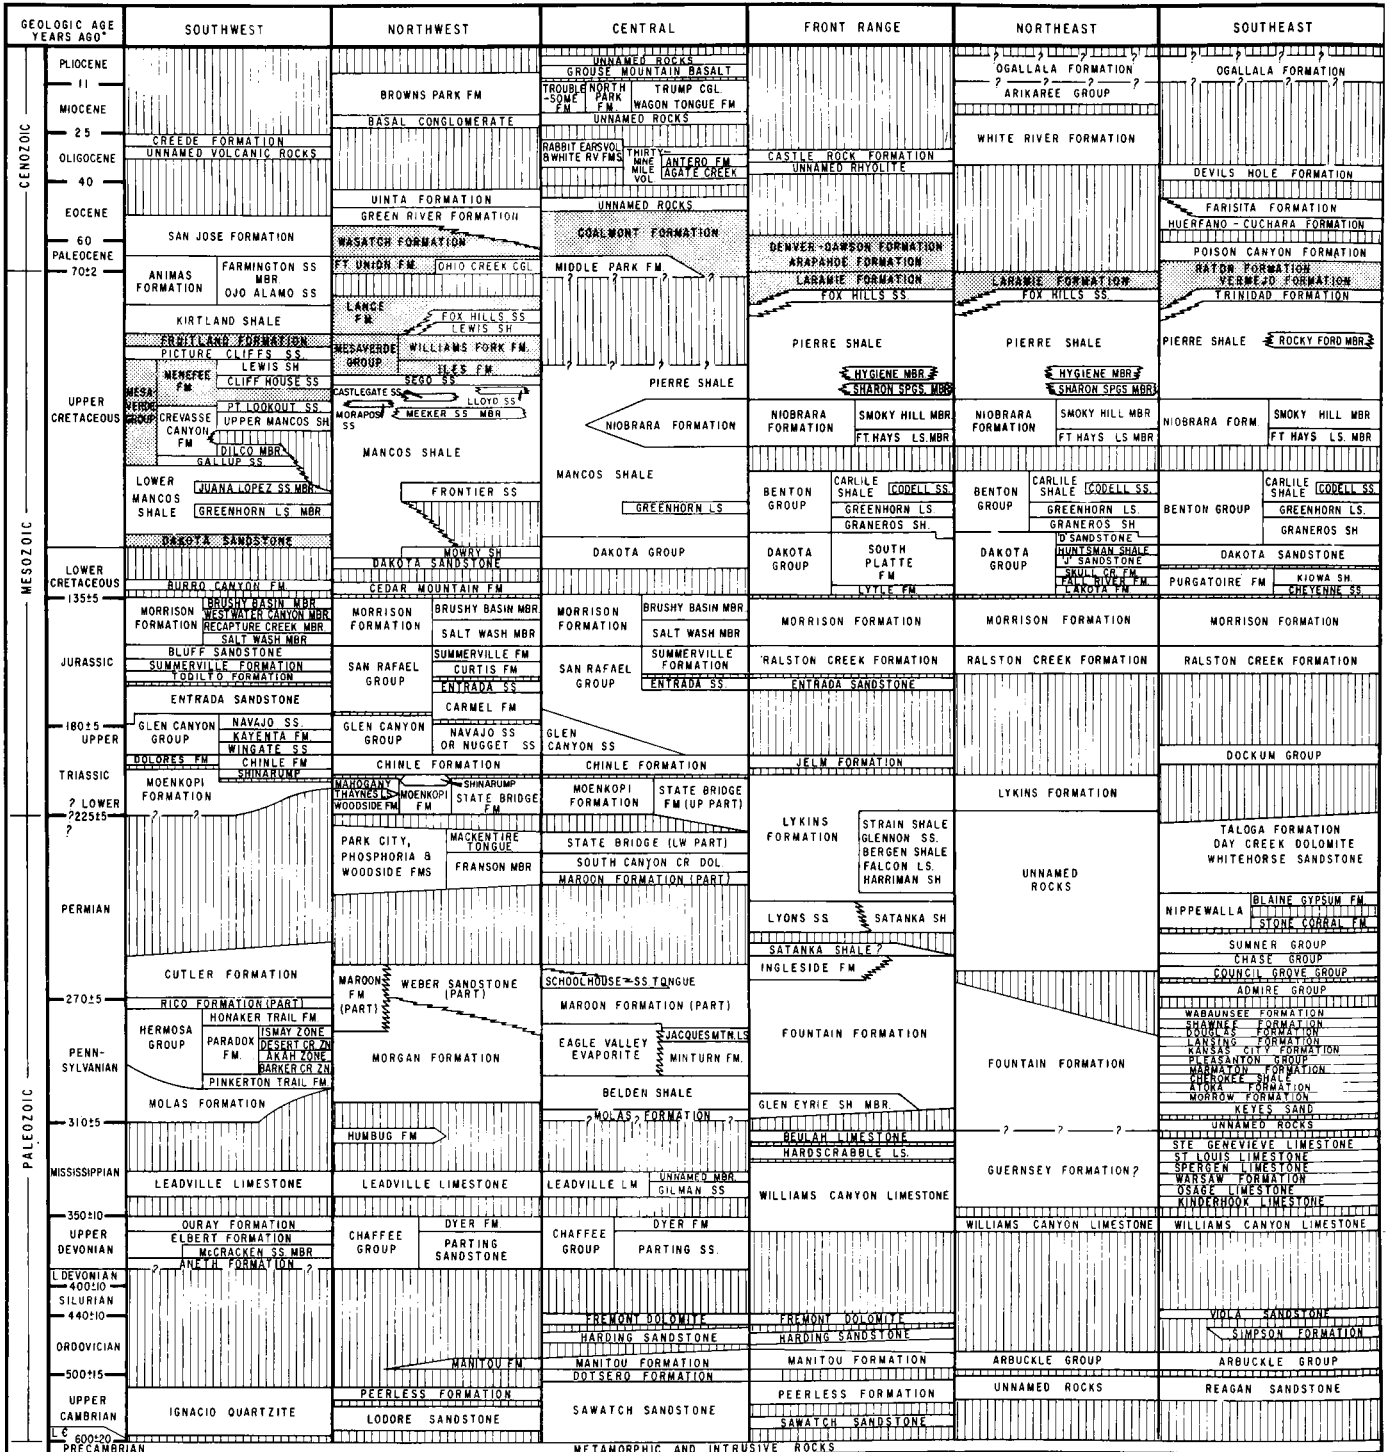 GEOLOGIC AGE
YEARS AGO*
SOUTHWEST
NORTHWEST
CENTRAL
FRONT RANGE
NORTHEAST
SOUTHEAST
CENOZOIC
MESOZOIC
PALEOZOIC
PLIOCENE
11
MIOCENE
25
OLIGOCENE
40
EOCENE
60
PALEOCENE
70±2
UPPER
CRETACEOUS
LOWER
CRETACEOUS
135±5
JURASSIC
180±5
UPPER
TRIASSIC
? LOWER
?225±5
?
PERMIAN
270±5
PENN-
SYLVANIAN
310±5
MISSISSIPPIAN
350±10
UPPER
DEVONIAN
L DEVONIAN
400±10
SILURIAN
440±10
ORDOVICIAN
500±15
UPPER
CAMBRIAN
L Є
600±20
PRECAMBRIAN
CREEDE FORMATION
UNNAMED VOLCANIC ROCKS
SAN JOSE FORMATION
ANIMAS
FORMATION
FARMINGTON SS
MBR
OJO ALAMO SS
KIRTLAND SHALE
FRUITLAND FORMATION
PICTURE CLIFFS SS.
MESA-
VERDE
GROUP
MENEFEE
FM
LEWIS SH
CLIFF HOUSE SS
PT LOOKOUT SS.
CREVASSE
CANYON
FM
UPPER MANCOS SH
DILCO MBR
GALLUP SS
LOWER
MANCOS
SHALE
JUANA LOPEZ SS MBR.
GREENHORN LS MBR.
DAKOTA SANDSTONE
BURRO CANYON FM.
MORRISON
FORMATION
BRUSHY BASIN MBR
WESTWATER CANYON MBR
RECAPTURE CREEK MBR
SALT WASH MBR
BLUFF SANDSTONE
SUMMERVILLE FORMATION
TODILTO FORMATION
ENTRADA SANDSTONE
GLEN CANYON
GROUP
NAVAJO SS.
KAYENTA FM.
WINGATE SS
DOLORES FM
CHINLE FM
SHINARUMP
MOENKOPI
FORMATION
? ?
CUTLER FORMATION
RICO FORMATION (PART)
HERMOSA
GROUP
HONAKER TRAIL FM.
PARADOX
FM.
ISMAY ZONE
DESERT CR ZN
AKAH ZONE
BARKER CR ZN
PINKERTON TRAIL FM.
MOLAS FORMATION
LEADVILLE LIMESTONE
OURAY FORMATION
ELBERT FORMATION
McCRACKEN SS. MBR
? ANETH FORMATION ?
IGNACIO QUARTZITE
BROWNS PARK FM
BASAL CONGLOMERATE
UINTA FORMATION
GREEN RIVER FORMATION
WASATCH FORMATION
FT UNION FM.
OHIO CREEK CGL
LANCE
FM.
FOX HILLS SS
LEWIS SH
MESAVERDE
GROUP
WILLIAMS FORK FM.
ILES FM
SEGO SS
CASTLEGATE SS
LLOYD SS
MORAPOS
SS
MEEKER SS MBR
MANCOS SHALE
FRONTIER SS
MOWRY SH
DAKOTA SANDSTONE
CEDAR MOUNTAIN FM
MORRISON
FORMATION
BRUSHY BASIN MBR
SALT WASH MBR
SAN RAFAEL
GROUP
SUMMERVILLE FM
CURTIS FM
ENTRADA SS
CARMEL FM
GLEN CANYON
GROUP
NAVAJO SS
OR NUGGET SS
CHINLE FORMATION
MAHOGANY
THAYNES LS
WOODSIDE FM.
MOENKOPI
FM
SHINARUMP
STATE BRIDGE
FM
PARK CITY,
PHOSPHORIA &
WOODSIDE FMS
MACKENTIRE
TONGUE
FRANSON MBR
MAROON
FM
(PART)
WEBER SANDSTONE
(PART)
MORGAN FORMATION
HUMBUG FM
LEADVILLE LIMESTONE
CHAFFEE
GROUP
DYER FM.
PARTING
SANDSTONE
MANITOU FM
PEERLESS FORMATION
LODORE SANDSTONE
UNNAMED ROCKS
GROUSE MOUNTAIN BASALT
TROUBLE
-SOME
FM
NORTH
PARK
FM.
TRUMP CGL.
WAGON TONGUE FM
UNNAMED ROCKS
RABBIT EARS VOL
& WHITE RV FMS
THIRTY-
NINE
MILE
VOL
ANTERO FM
AGATE CREEK
UNNAMED ROCKS
COALMONT FORMATION
MIDDLE PARK FM.
? ?
? ? ? ?
PIERRE SHALE
NIOBRARA FORMATION
MANCOS SHALE
GREENHORN LS
DAKOTA GROUP
MORRISON
FORMATION
BRUSHY BASIN MBR.
SALT WASH MBR
SAN RAFAEL
GROUP
SUMMERVILLE
FORMATION
ENTRADA SS.
GLEN
CANYON SS
CHINLE FORMATION
MOENKOPI
FORMATION
STATE BRIDGE
FM (UP PART)
STATE BRIDGE (LW PART)
SOUTH CANYON CR DOL.
MAROON FORMATION (PART)
SCHOOLHOUSE SS TONGUE
MAROON FORMATION (PART)
EAGLE VALLEY
EVAPORITE
JACQUES MTN. LS
MINTURN FM.
BELDEN SHALE
MOLAS FORMATION
? ? ? ?
LEADVILLE LM
UNNAMED MBR.
GILMAN SS
CHAFFEE
GROUP
DYER FM
PARTING SS.
FREMONT DOLOMITE
HARDING SANDSTONE
MANITOU FORMATION
DOTSERO FORMATION
SAWATCH SANDSTONE
CASTLE ROCK FORMATION
UNNAMED RHYOLITE
DENVER-DAWSON FORMATION
ARAPAHOE FORMATION
LARAMIE FORMATION
FOX HILLS SS.
PIERRE SHALE
HYGIENE MBR
SHARON SPGS. MBR
NIOBRARA
FORMATION
SMOKY HILL MBR
FT. HAYS LS. MBR
BENTON
GROUP
CARLILE
SHALE
CODELL SS.
GREENHORN LS.
GRANEROS SH.
DAKOTA
GROUP
SOUTH
PLATTE
FM
LYTLE FM
MORRISON FORMATION
RALSTON CREEK FORMATION
ENTRADA SANDSTONE
JELM FORMATION
LYKINS
FORMATION
STRAIN SHALE
GLENNON SS.
BERGEN SHALE
FALCON LS.
HARRIMAN SH
LYONS SS
SATANKA SH
SATANKA SHALE?
INGLESIDE FM
FOUNTAIN FORMATION
GLEN EYRIE SH MBR.
BEULAH LIMESTONE
HARDSCRABBLE LS.
WILLIAMS CANYON LIMESTONE
FREMONT DOLOMITE
HARDING SANDSTONE
MANITOU FORMATION
PEERLESS FORMATION
SAWATCH SANDSTONE
? ? ? ?
OGALLALA FORMATION
? ? ? ?
ARIKAREE GROUP
WHITE RIVER FORMATION
LARAMIE FORMATION
FOX HILLS SS.
PIERRE SHALE
HYGIENE MBR
SHARON SPGS MBR
NIOBRARA
FORMATION
SMOKY HILL MBR
FT HAYS LS MBR
BENTON
GROUP
CARLILE
SHALE
CODELL SS.
GREENHORN LS.
GRANEROS SH
DAKOTA
GROUP
'D' SANDSTONE
HUNTSMAN SHALE
'J' SANDSTONE
SKULL CR FM.
FALL RIVER FM.
LAKOTA FM
MORRISON FORMATION
RALSTON CREEK FORMATION
LYKINS FORMATION
UNNAMED
ROCKS
FOUNTAIN FORMATION
? ? ?
GUERNSEY FORMATION?
WILLIAMS CANYON LIMESTONE
ARBUCKLE GROUP
UNNAMED ROCKS
? ? ? ?
OGALLALA FORMATION
DEVILS HOLE FORMATION
FARISITA FORMATION
HUERFANO - CUCHARA FORMATION
POISON CANYON FORMATION
RATON FORMATION
VERMEJO FORMATION
TRINIDAD FORMATION
PIERRE SHALE
ROCKY FORD MBR.
NIOBRARA FORM.
SMOKY HILL MBR
FT HAYS LS. MBR
BENTON GROUP
CARLILE
SHALE
CODELL SS.
GREENHORN LS.
GRANEROS SH
DAKOTA SANDSTONE
PURGATOIRE FM
KIOWA SH.
CHEYENNE SS
MORRISON FORMATION
RALSTON CREEK FORMATION
DOCKUM GROUP
TALOGA FORMATION
DAY CREEK DOLOMITE
WHITEHORSE SANDSTONE
NIPPEWALLA
BLAINE GYPSUM FM.
STONE CORRAL FM.
SUMNER GROUP
CHASE GROUP
COUNCIL GROVE GROUP
ADMIRE GROUP
WABAUNSEE FORMATION
SHAWNEE FORMATION
DOUGLAS FORMATION
LANSING FORMATION
KANSAS CITY FORMATION
PLEASANTON GROUP
MARMATON FORMATION
CHEROKEE SHALE
ATOKA FORMATION
MORROW FORMATION
KEYES SAND
UNNAMED ROCKS
STE GENEVIEVE LIMESTONE
ST LOUIS LIMESTONE
SPERGEN LIMESTONE
WARSAW FORMATION
OSAGE LIMESTONE
KINDERHOOK LIMESTONE
WILLIAMS CANYON LIMESTONE
VIOLA SANDSTONE
SIMPSON FORMATION
ARBUCKLE GROUP
REAGAN SANDSTONE
METAMORPHIC AND INTRUSIVE ROCKS